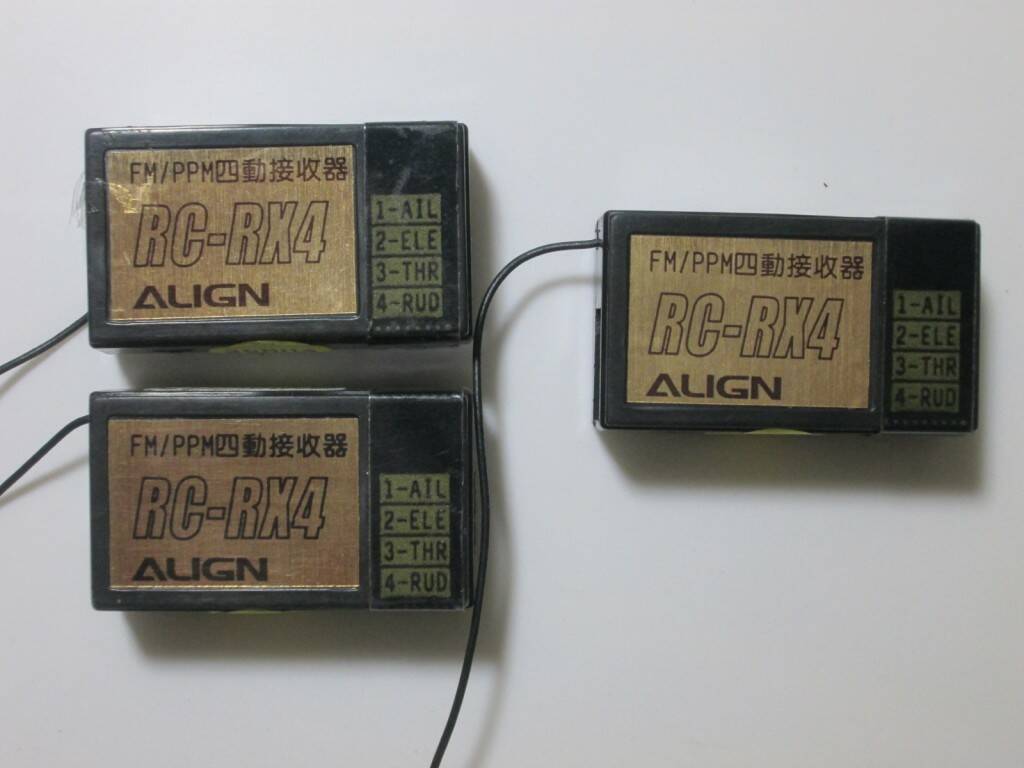 FM/PPM四動接收器
RC-RX4
ALIGN
1-AIL
2-ELE
3-THR
4-RUD
FM/PPM四動接收器
RC-RX4
ALIGN
1-AIL
2-ELE
3-THR
4-RUD
FM/PPM四動接收器
RC-RX4
ALIGN
1-AIL
2-ELE
3-THR
4-RUD